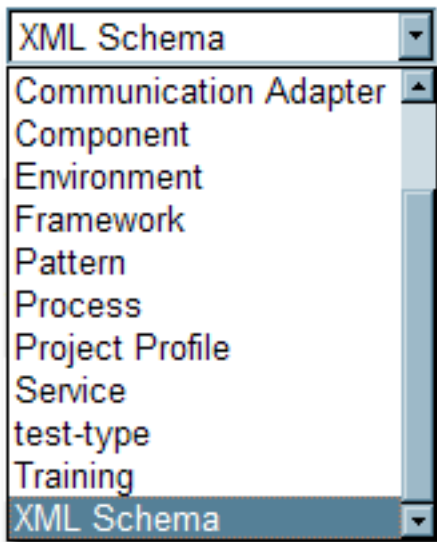 XML Schema
Communication Adapter
Component
Environment
Framework
Pattern
Process
Project Profile
Service
test-type
Training
XML Schema